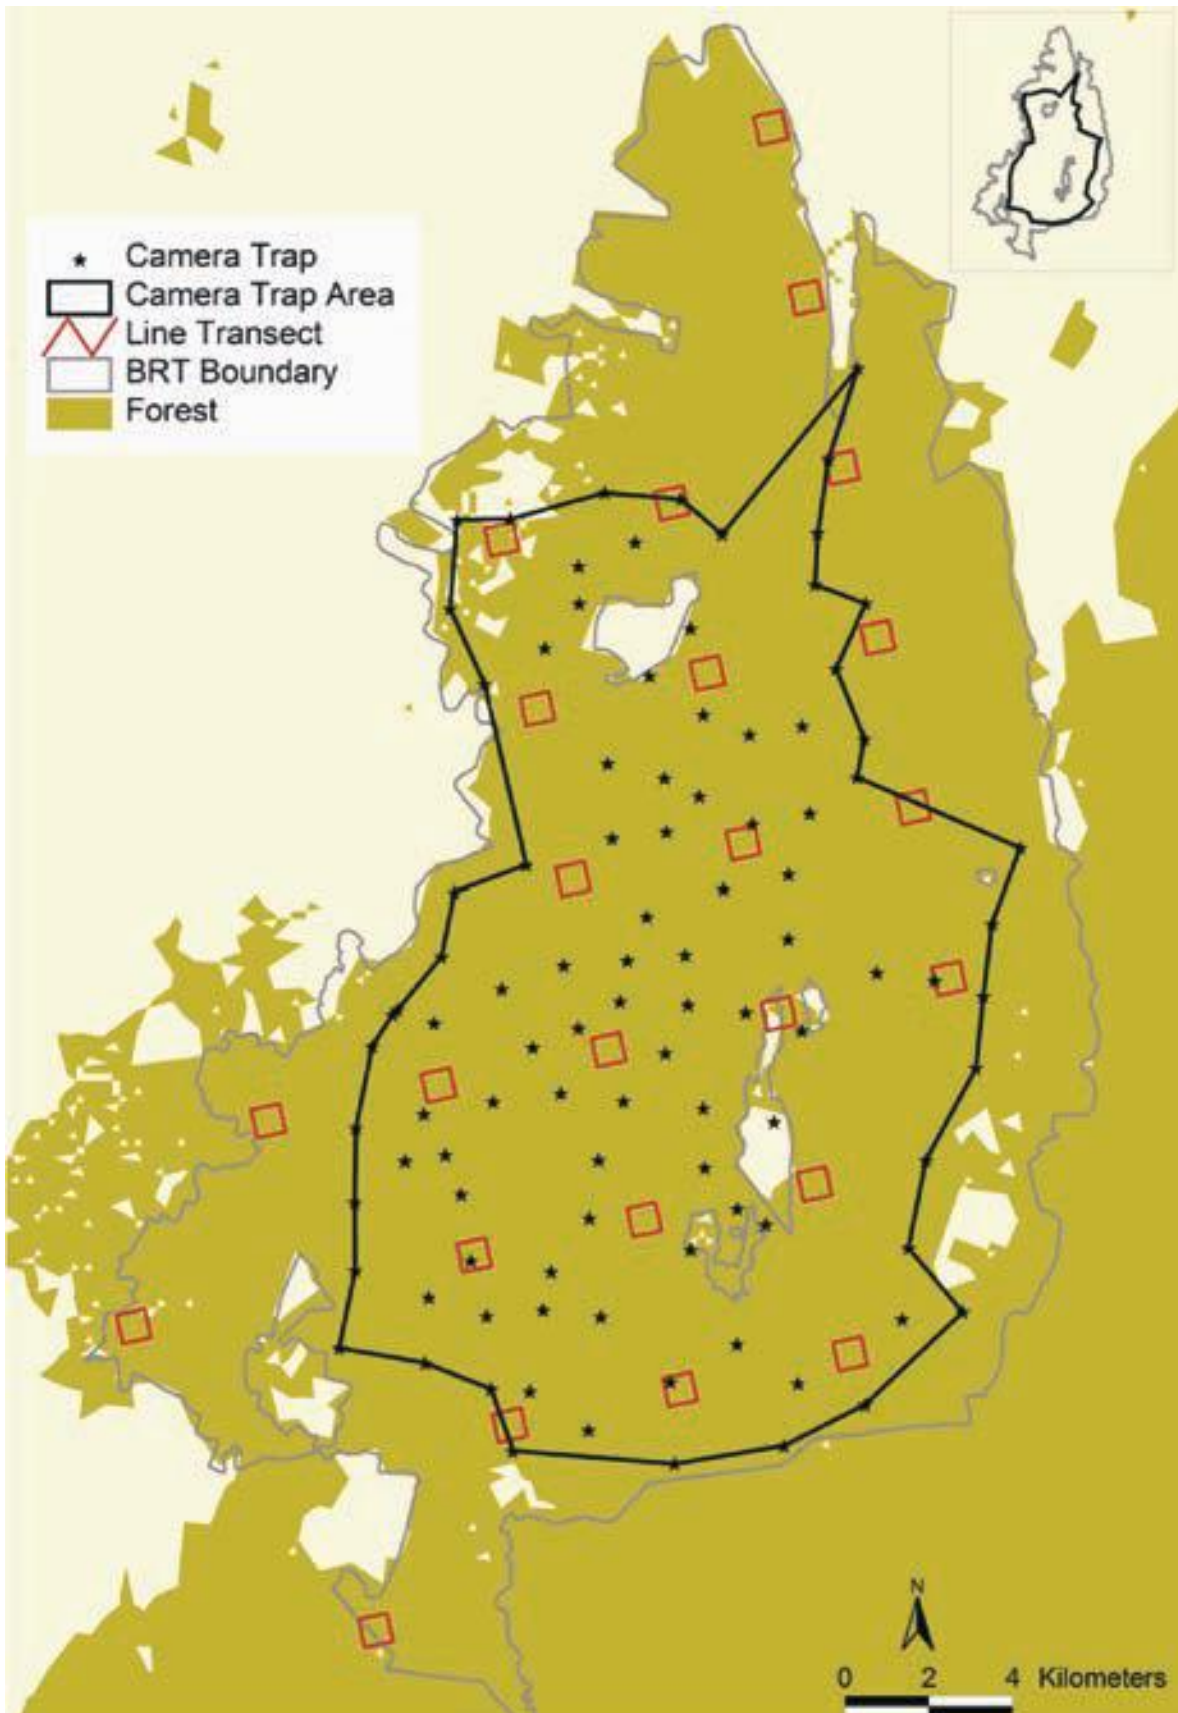 Camera Trap
Camera Trap Area
Line Transect
BRT Boundary
Forest
N
0 2 4 Kilometers